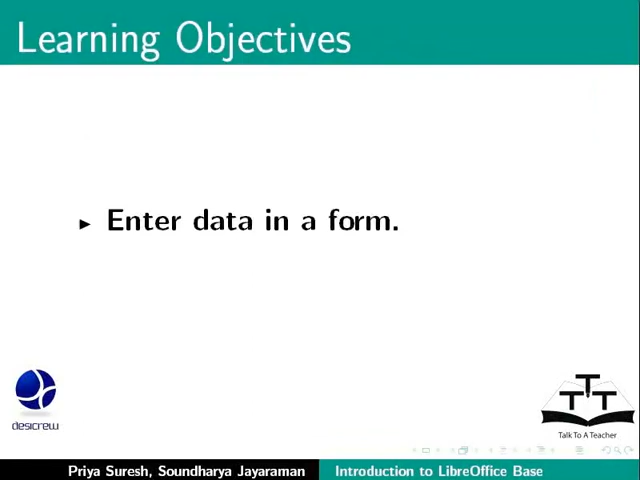 Learning Objectives
Enter data in a form.
desicrew
T T T
Talk To A Teacher
Priya Suresh, Soundharya Jayaraman Introduction to LibreOffice Base